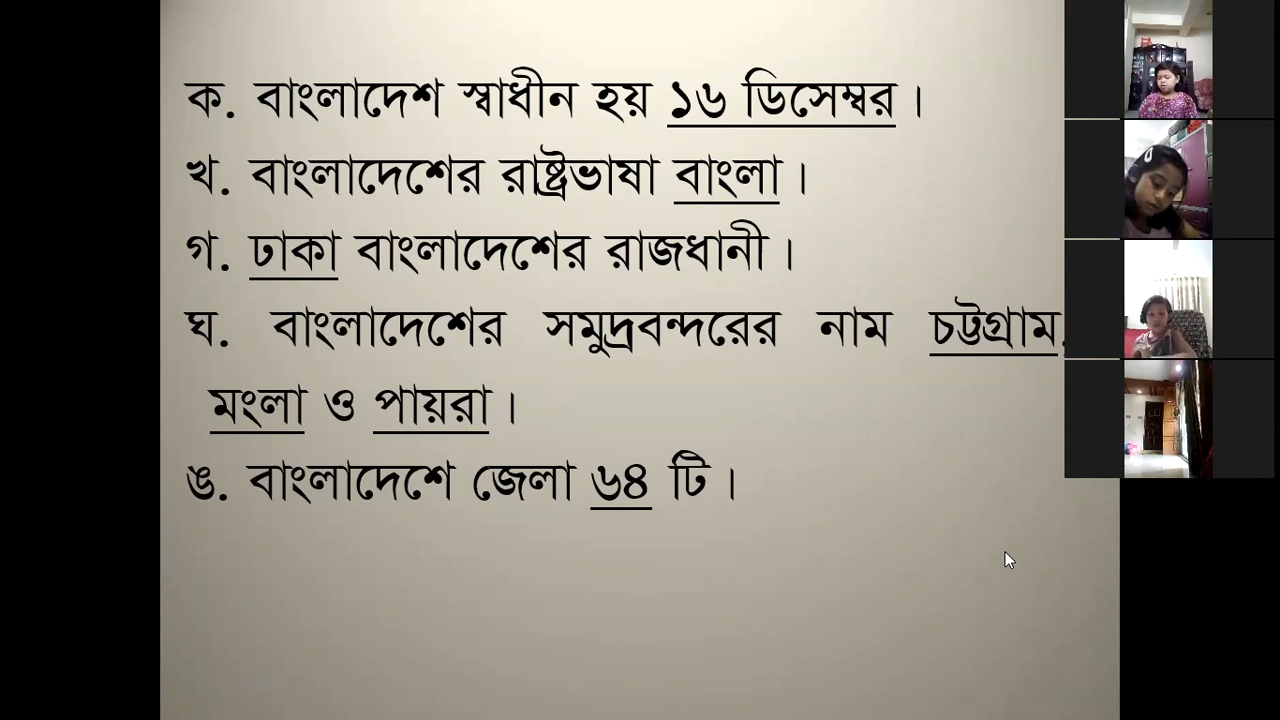 ক. বাংলাদেশ স্বাধীন হয় ১৬ ডিসেম্বর।
খ. বাংলাদেশের রাষ্ট্রভাষা বাংলা।
গ. ঢাকা বাংলাদেশের রাজধানী।
ঘ. বাংলাদেশের সমুদ্রবন্দরের নাম চট্টগ্রাম,
মংলা ও পায়রা।
ঙ. বাংলাদেশে জেলা ৬৪ টি।